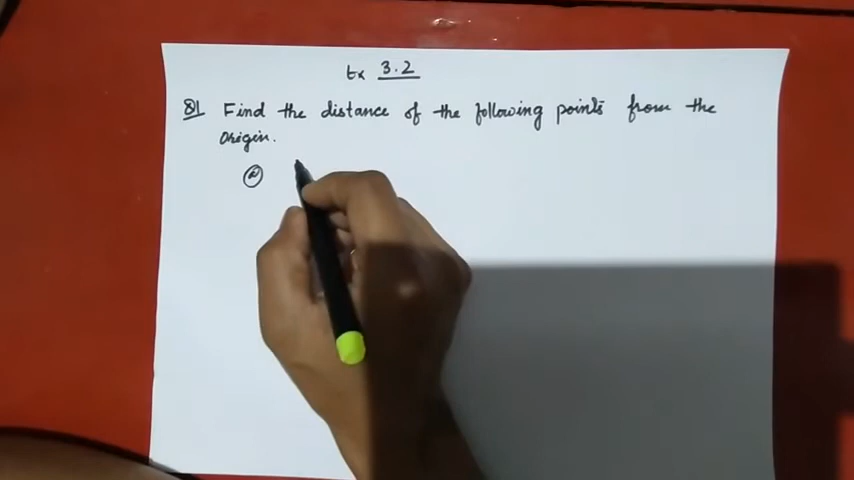 Ex 3.2
Q1 Find the distance of the following points from the
Origin.
a